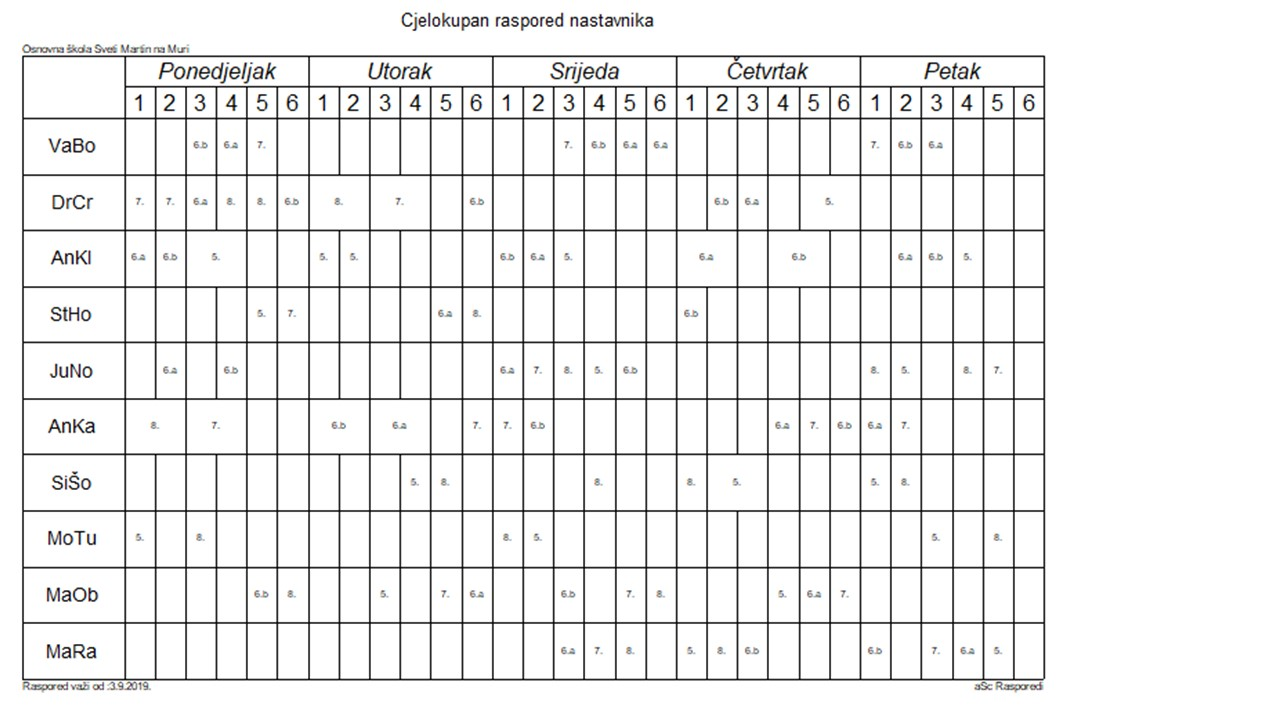 Cjelokupan raspored nastavnika
Osnovna škola Sveti Martin na Muri
Ponedjeljak Utorak Srijeda Četvrtak Petak
1 2 3 4 5 6 1 2 3 4 5 6 1 2 3 4 5 6 1 2 3 4 5 6 1 2 3 4 5 6
VaBo 6.b 6.a 7. 7. 6.b 6.a 6.a 7. 6.b 6.a
DrCr 7. 7. 6.a 8. 8. 6.b 8. 7. 6.b 6.b 6.a 5.
AnKl 6.a 6.b 5. 5. 5. 6.b 6.a 5. 6.a 6.b 6.a 6.b 5.
StHo 5. 7. 6.a 8. 6.b
JuNo 6.a 6.b 6.a 7. 8. 5. 6.b 8. 5. 8. 7.
AnKa 8. 7. 6.b 6.a 7. 7. 6.b 6.a 7. 6.b 6.a 7.
SiŠo 5. 8. 8. 8. 5. 5. 8.
MoTu 5. 8. 8. 5. 5. 8.
MaOb 6.b 8. 5. 7. 6.a 6.b 7. 8. 5. 6.a 7.
MaRa 6.a 7. 8. 5. 8. 6.b 6.b 7. 6.a 5.
Raspored važi od :3.9.2019. aSc Rasporedi